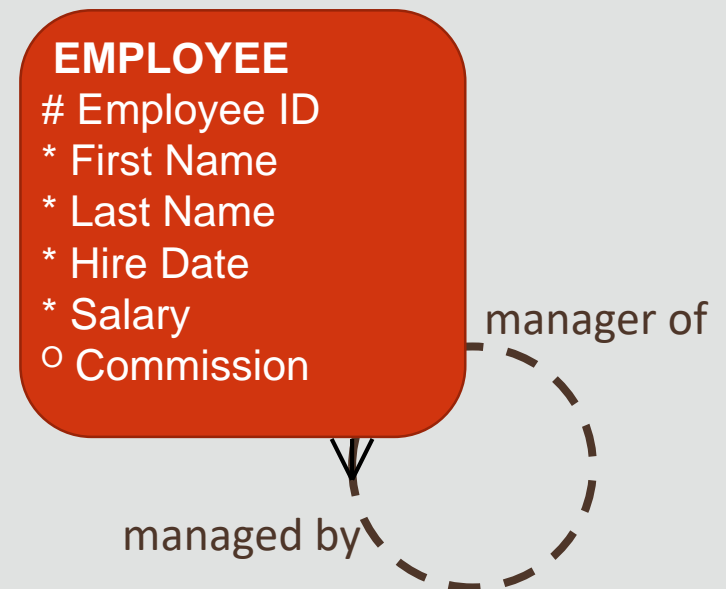 EMPLOYEE
# Employee ID
* First Name
* Last Name
* Hire Date
* Salary
O Commission
manager of
managed by